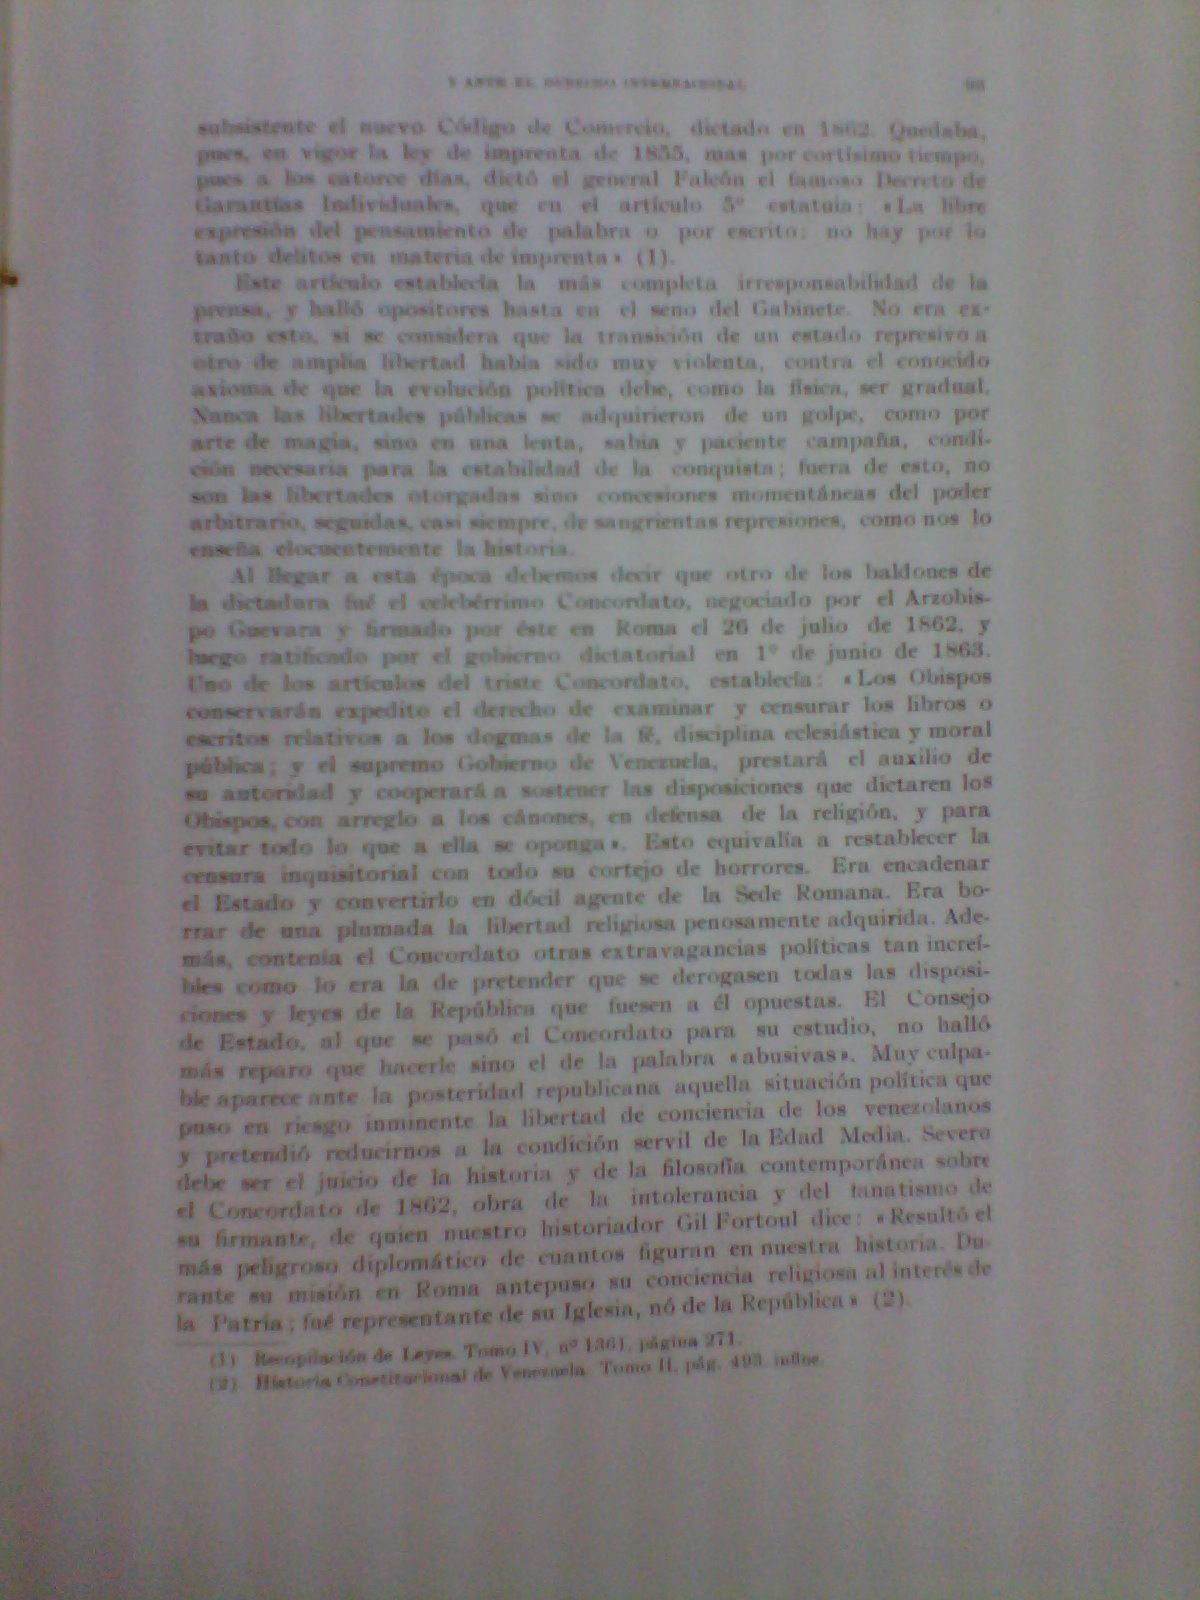 Y ANTE EL DERECHO INTERNACIONAL
subsistente el nuevo Código de Comercio, dictado en 1862. Quedaba,
pues, en vigor la ley de imprenta de 1855, mas por cortísimo tiempo,
pues a los catorce días, dictó el general Falcón el famoso Decreto de
Garantías Individuales, que en el artículo 5º estatuia: «La libre
expresión del pensamiento de palabra o por escrito: no hay por lo
tanto delitos en materia de imprenta» (1).
Este artículo establecía la más completa irresponsabilidad de la
prensa, y halló opositores hasta en el seno del Gabinete. No era ex-
traño esto, si se considera que la transición de un estado represivo a
otro de amplia libertad había sido muy violenta, contra el conocido
axioma de que la evolución política debe, como la física, ser gradual.
Nunca las libertades públicas se adquirieron de un golpe, como por
arte de magia, sino en una lenta, sabia y paciente campaña, condi-
ción necesaria para la estabilidad de la conquista; fuera de esto, no
son las libertades otorgadas sino concesiones momentáneas del poder
arbitrario, seguidas, casi siempre, de sangrientas represiones, como nos lo
enseña elocuentemente la historia.
Al llegar a esta época debemos decir que otro de los baldones de
la dictadura fué el celebérrimo Concordato, negociado por el Arzobis-
po Guevara y firmado por éste en Roma el 26 de julio de 1862, y
luego ratificado por el gobierno dictatorial en 1º de junio de 1863.
Uno de los artículos del triste Concordato, establecía: «Los Obispos
conservarán expedito el derecho de examinar y censurar los libros o
escritos relativos a los dogmas de la fé, disciplina eclesiástica y moral
pública; y el supremo Gobierno de Venezuela, prestará el auxilio de
su autoridad y cooperará a sostener las disposiciones que dictaren los
Obispos, con arreglo a los cánones, en defensa de la religión, y para
evitar todo lo que a ella se oponga». Esto equivalía a restablecer la
censura inquisitorial con todo su cortejo de horrores. Era encadenar
el Estado y convertirlo en dócil agente de la Sede Romana. Era bo-
rrar de una plumada la libertad religiosa penosamente adquirida. Ade-
más, contenía el Concordato otras extravagancias políticas tan increí-
bles como lo era la de pretender que se derogasen todas las disposi-
ciones y leyes de la República que fuesen a él opuestas. El Consejo
de Estado, al que se pasó el Concordato para su estudio, no halló
más reparo que hacerle sino el de la palabra «abusivas». Muy culpa-
ble aparece ante la posteridad republicana aquella situación política que
puso en riesgo inminente la libertad de conciencia de los venezolanos
y pretendió reducirnos a la condición servil de la Edad Media. Severo
debe ser el juicio de la historia y de la filosofía contemporánea sobre
el Concordato de 1862, obra de la intolerancia y del fanatismo de
su firmante, de quien nuestro historiador Gil Fortoul dice: «Resultó el
más peligroso diplomático de cuantos figuran en nuestra historia. Du-
rante su misión en Roma antepuso su conciencia religiosa al interés de
la Patria; fué representante de su Iglesia, nó de la República» (2).
(1) Recopilación de Leyes. Tomo IV, nº 1361, página 271.
(2) Historia Constitucional de Venezuela. Tomo II, pág. 493.